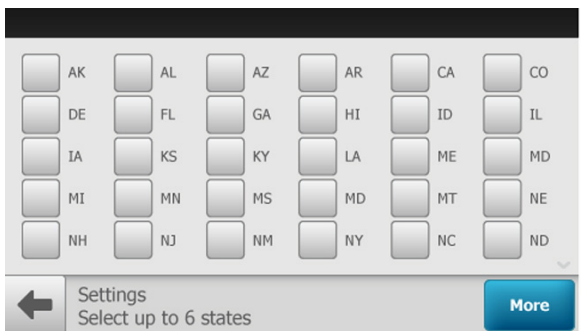 AK AL AZ AR CA CO
DE FL GA HI ID IL
IA KS KY LA ME MD
MI MN MS MD MT NE
NH NJ NM NY NC ND
Settings
Select up to 6 states
More